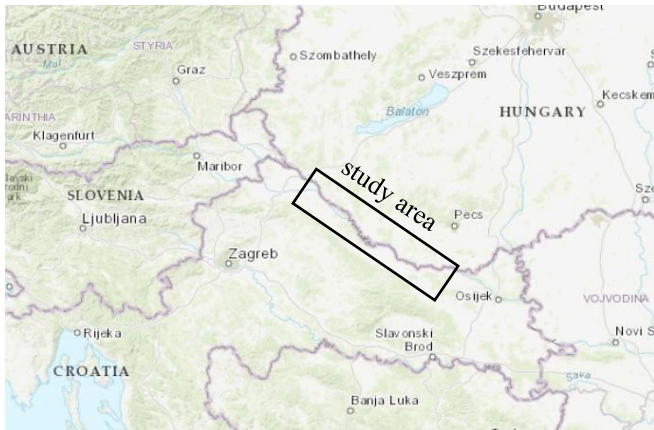 Budapest
AUSTRIA
STYRIA
Mur
Graz
Szombathely
Szekesfehervar
Veszprem
Kecskem
Balaton
HUNGARY
ARINTHIA
Klagenfurt
Maribor
study area
SLOVENIA
Ljubljana
Pecs
Zagreb
Osijek
VOJVODINA
Rijeka
Slavonski
Brod
Novi S
CROATIA
Sava
Banja Luka